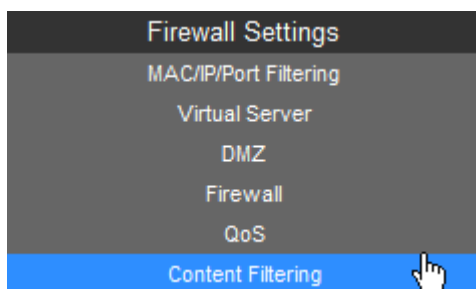 Firewall Settings
MAC/IP/Port Filtering
Virtual Server
DMZ
Firewall
QoS
Content Filtering